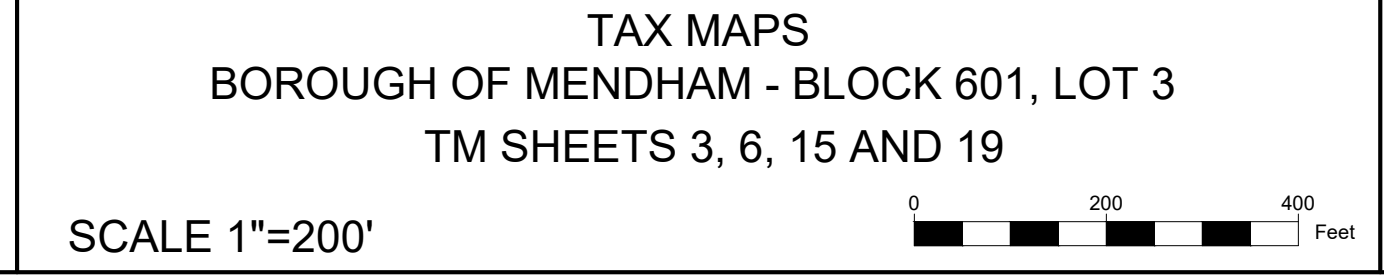 TAX MAPS
BOROUGH OF MENDHAM - BLOCK 601, LOT 3
TM SHEETS 3, 6, 15 AND 19
SCALE 1"=200'
0 200 400
Feet